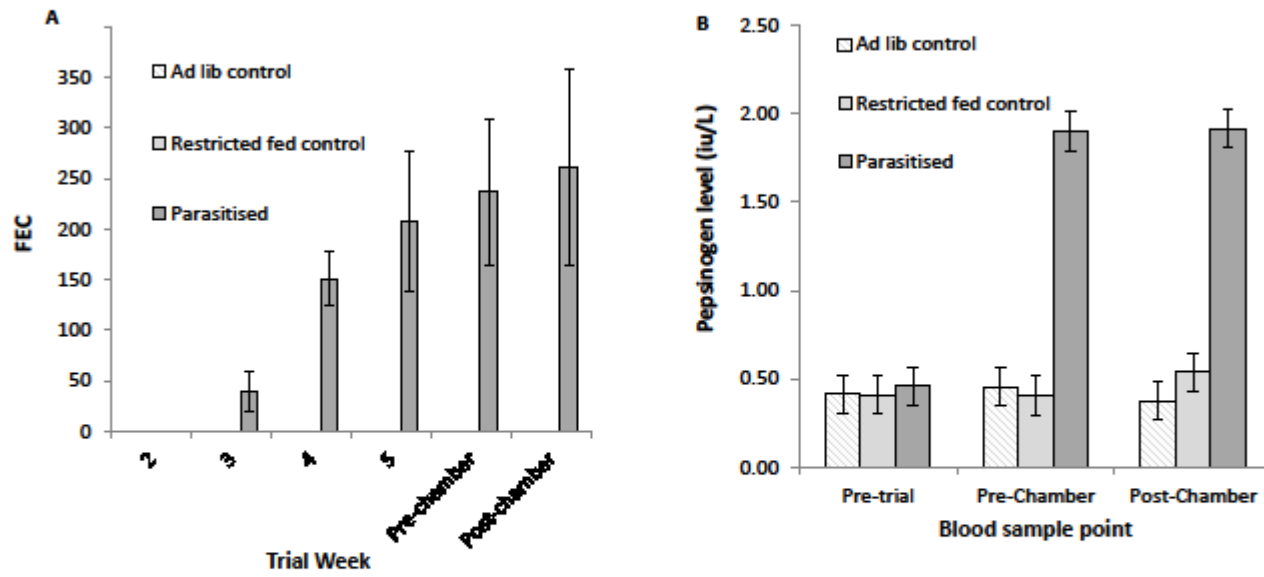 A
Ad lib control
Restricted fed control
Parasitised
FEC
350
300
250
200
150
100
50
0
2
3
4
5
Pre-chamber
Post-chamber
Trial Week
B
Ad lib control
Restricted fed control
Parasitised
Pepsinogen level (iu/L)
2.50
2.00
1.50
1.00
0.50
0.00
Pre-trial
Pre-Chamber
Post-Chamber
Blood sample point